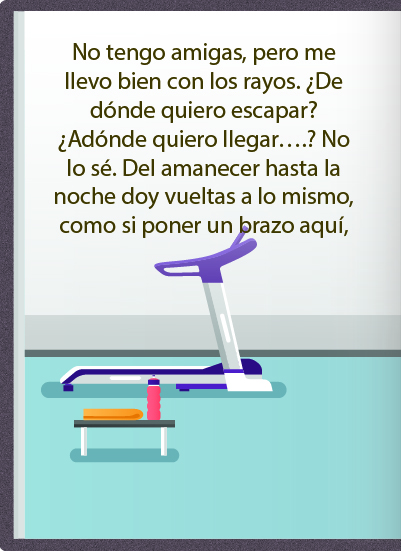 No tengo amigas, pero me
llevo bien con los rayos. ¿De
dónde quiero escapar?
¿Adónde quiero llegar….? No
lo sé. Del amanecer hasta la
noche doy vueltas a lo mismo,
como si poner un brazo aquí,